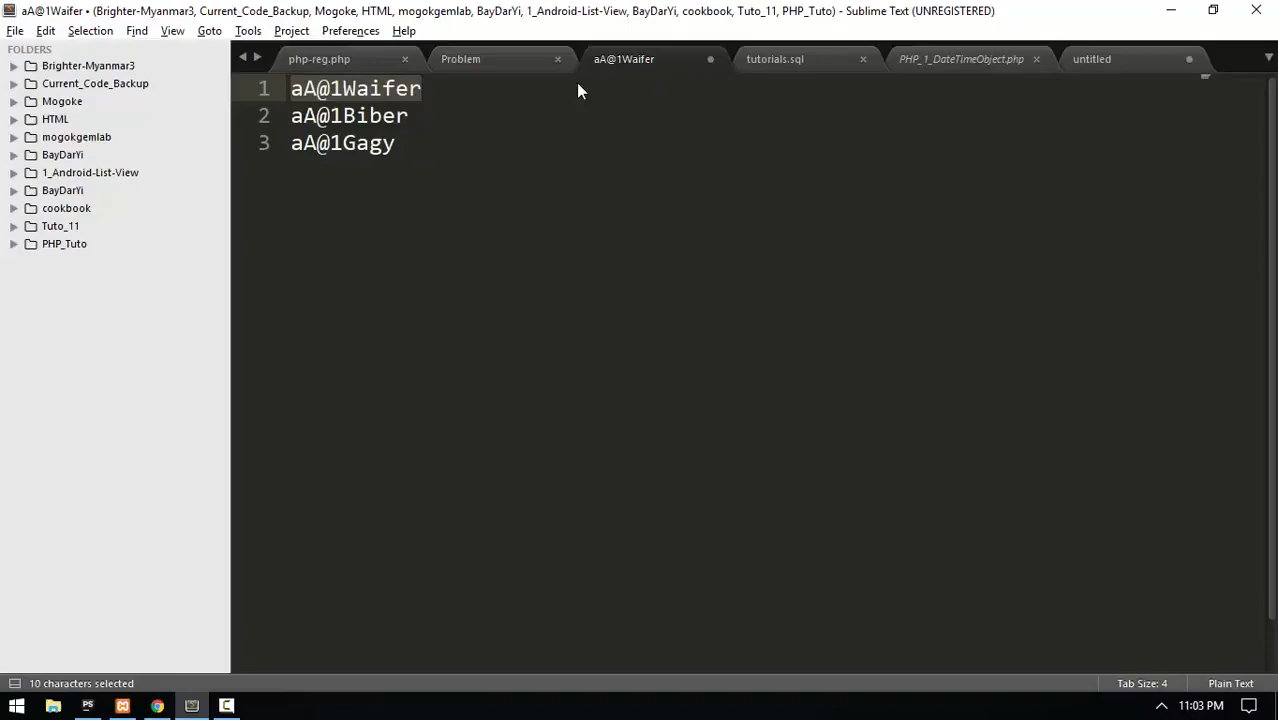 aA@1Waifer • (Brighter-Myanmar3, Current_Code_Backup, Mogoke, HTML, mogokgemlab, BayDarYi, 1_Android-List-View, BayDarYi, cookbook, Tuto_11, PHP_Tuto) - Sublime Text (UNREGISTERED)
File Edit Selection Find View Goto Tools Project Preferences Help
FOLDERS
Brighter-Myanmar3
Current_Code_Backup
Mogoke
HTML
mogokgemlab
BayDarYi
1_Android-List-View
BayDarYi
cookbook
Tuto_11
PHP_Tuto
php-reg.php Problem aA@1Waifer tutorials.sql PHP_1_DateTimeObject.php untitled
1 aA@1Waifer
2 aA@1Biber
3 aA@1Gagy
10 characters selected Tab Size: 4 Plain Text
11:03 PM